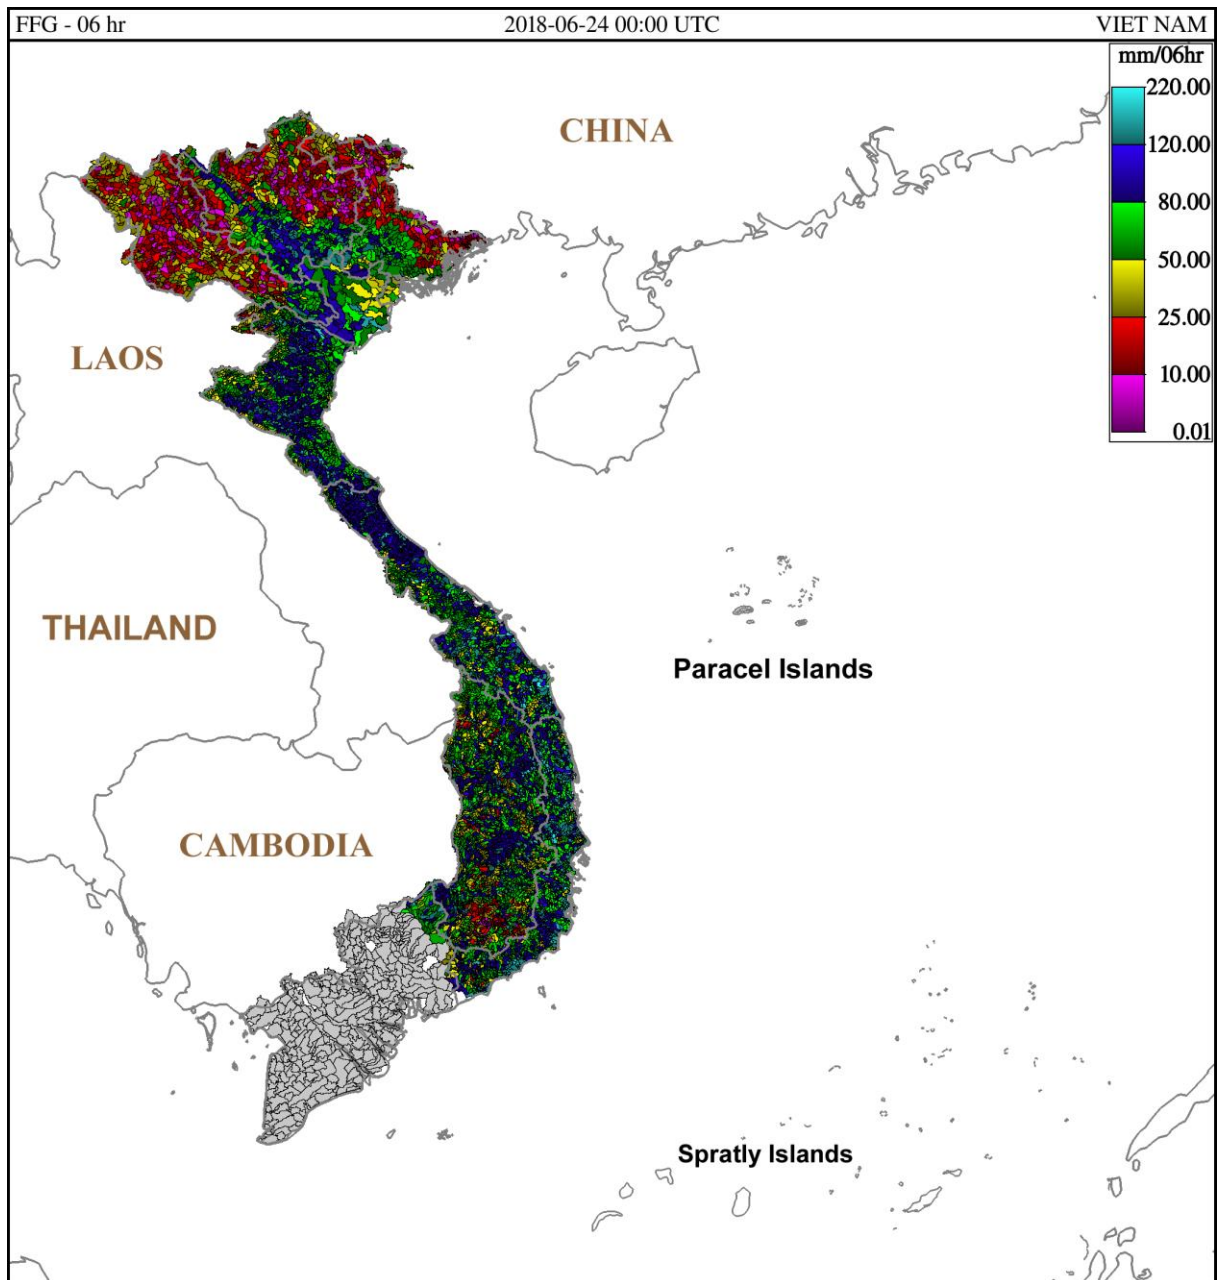 FFG - 06 hr
2018-06-24 00:00 UTC
VIET NAM
mm/06hr
220.00
120.00
80.00
50.00
25.00
10.00
0.01
CHINA
LAOS
THAILAND
Paracel Islands
CAMBODIA
Spratly Islands